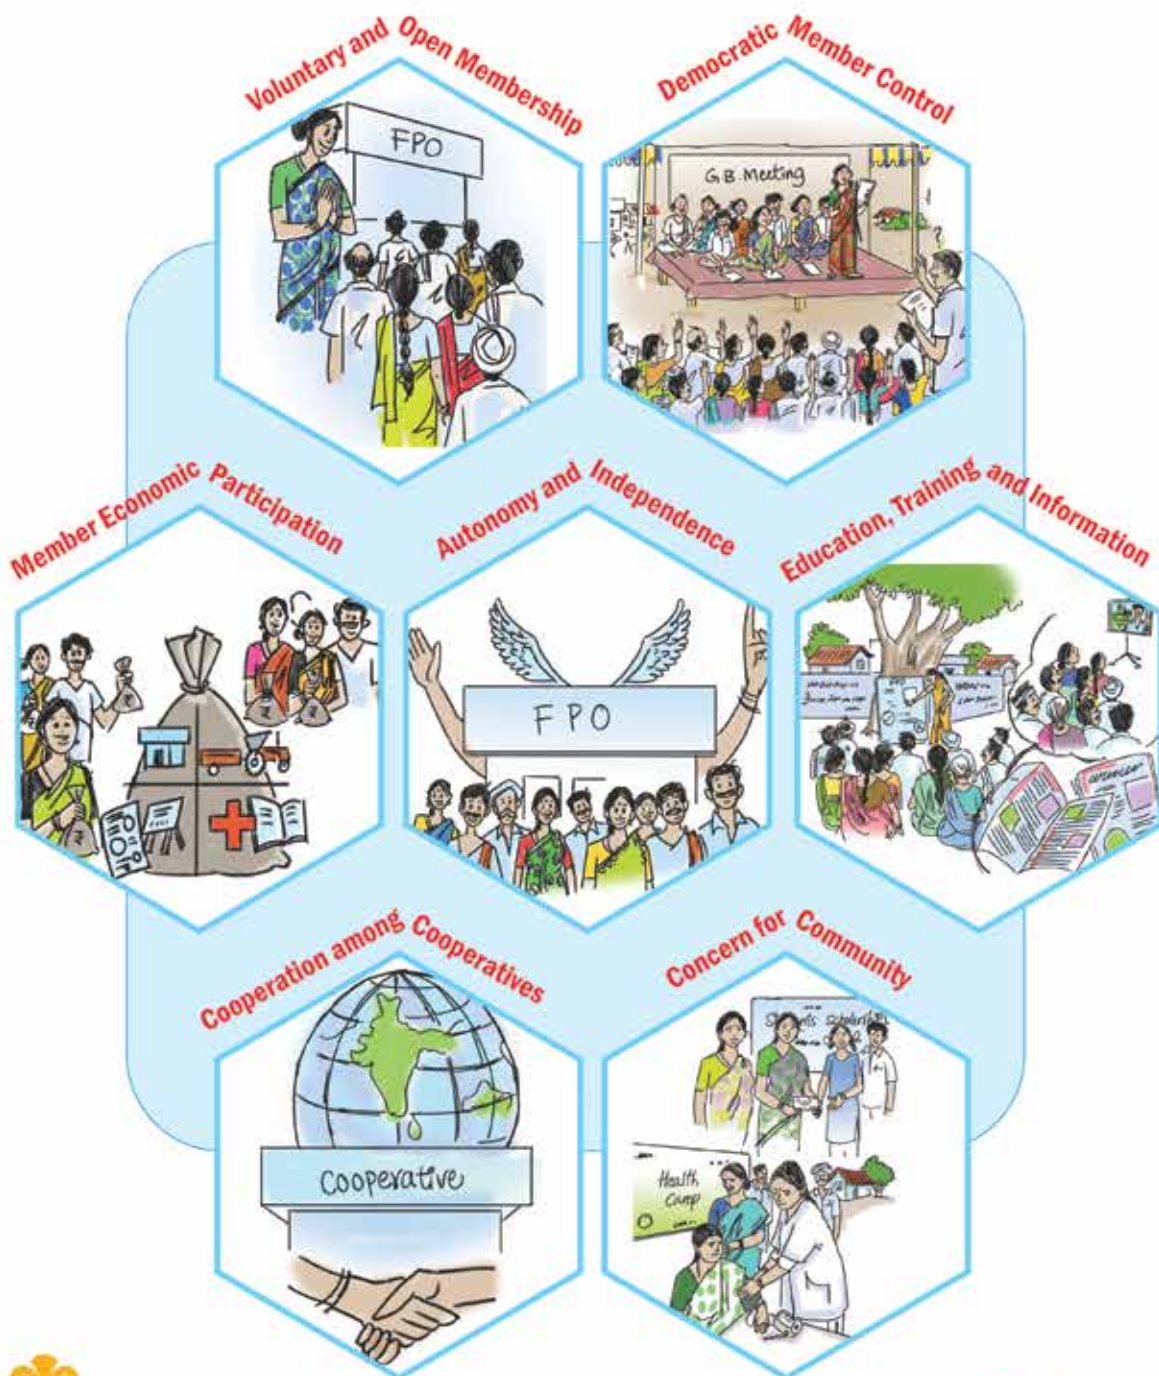 Voluntary and Open Membership
FPO
Democratic Member Control
G B Meeting
Member Economic Participation
Autonomy and Independence
FPO
Education, Training and Information
Cooperation among Cooperatives
Cooperative
Concern for Community
Health
Camp